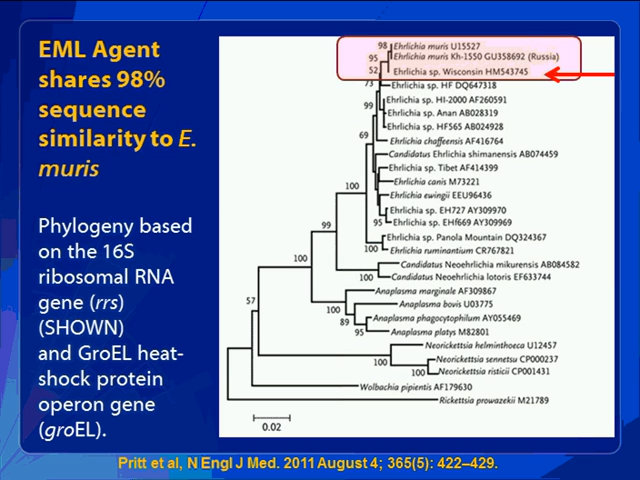 EML Agent
shares 98%
sequence
similarity to E.
muris
Phylogeny based
on the 16S
ribosomal RNA
gene (rrs)
(SHOWN)
and GroEL heat-
shock protein
operon gene
(groEL).
98
Ehrlichia muris U15527
95
Ehrlichia muris Kh-1550 GU358692 (Russia)
52
Ehrlichia sp. Wisconsin HM543745
73
Ehrlichia sp. HF DQ647318
99
Ehrlichia sp. HI-2000 AF260591
Ehrlichia sp. Anan AB028319
Ehrlichia sp. HF565 AB024928
69
Ehrlichia chaffeensis AF416764
Candidatus Ehrlichia shimanensis AB074459
Ehrlichia sp. Tibet AF414399
100
Ehrlichia canis M73221
Ehrlichia ewingii EEU96436
Ehrlichia sp. EH727 AY309970
95
Ehrlichia sp. EHf669 AY309969
99
Ehrlichia sp. Panola Mountain DQ324367
100
Ehrlichia ruminantium CR767821
100
Candidatus Neoehrlichia mikurensis AB084582
100
Candidatus Neoehrlichia lotoris EF633744
Anaplasma marginale AF309867
57
100
Anaplasma bovis U03775
89
Anaplasma phagocytophilum AY055469
95
Anaplasma platys M82801
Neorickettsia helminthoeca U12457
100
Neorickettsia sennetsu CP000237
100
Neorickettsia risticii CP001431
Wolbachia pipientis AF179630
Rickettsia prowazekii M21789
0.02
Pritt et al, N Engl J Med. 2011 August 4; 365(5): 422–429.